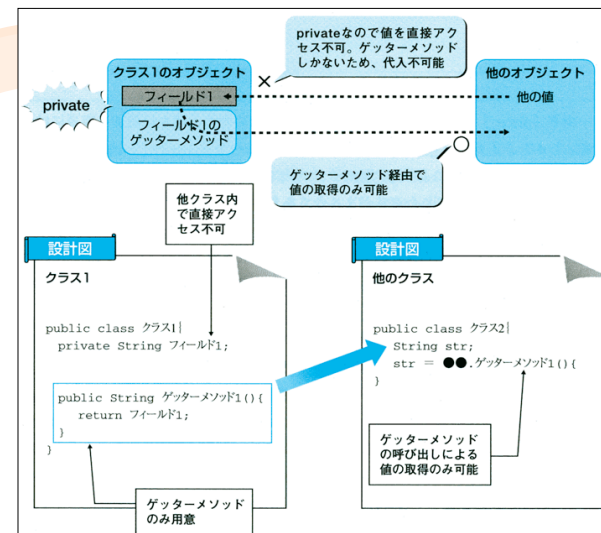 privateなので値を直接アク
セス不可。ゲッターメソッド
しかないため、代入不可能
クラス1のオブジェクト
×
他のオブジェクト
private
フィールド1
他の値
フィールド1の
ゲッターメソッド
○
ゲッターメソッド経由で
値の取得のみ可能
他クラス内
で直接アク
セス不可
設計図
クラス1
public class クラス1|
private String フィールド1;
public String ゲッターメソッド1(){
return フィールド1;
}
}
ゲッターメソッド
のみ用意
設計図
他のクラス
public class クラス2|
String str;
str = ●●.ゲッターメソッド1(){
}
ゲッターメソッド
の呼び出しによる
値の取得のみ可能